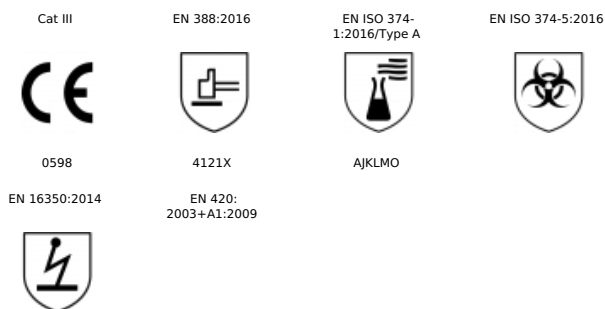 Cat III
EN 388:2016
EN ISO 374-
1:2016/Type A
EN ISO 374-5:2016
CE
0598
4121X
AJKLMO
EN 16350:2014
EN 420:
2003+A1:2009